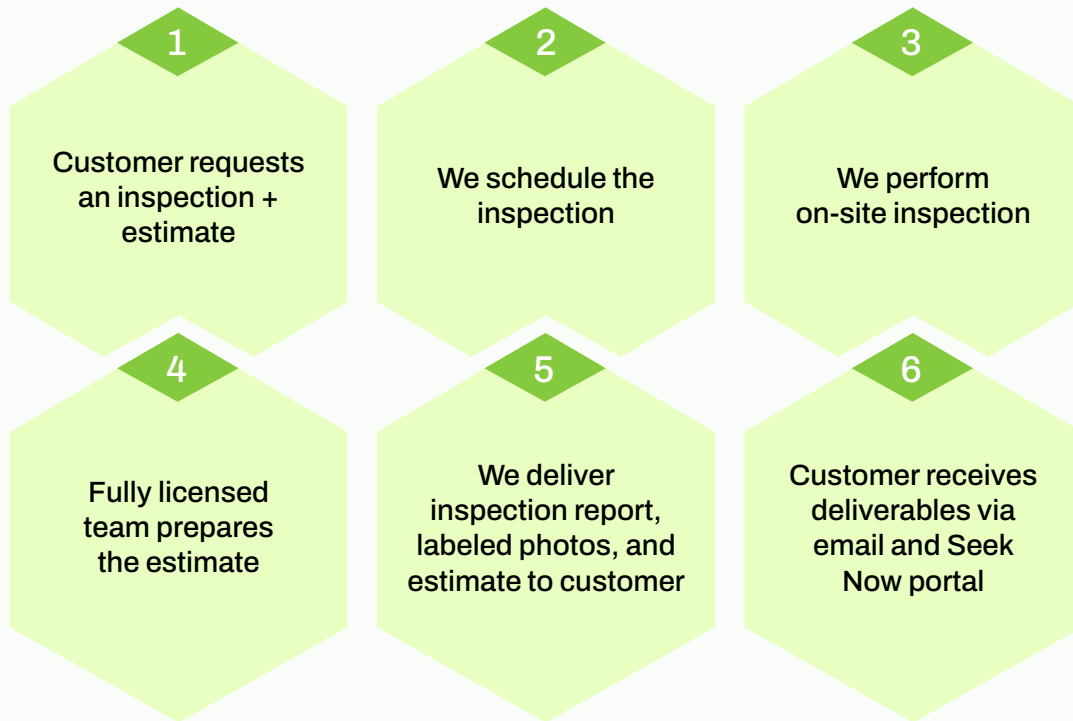 1
Customer requests
an inspection +
estimate
2
We schedule the
inspection
3
We perform
on-site inspection
4
Fully licensed
team prepares
the estimate
5
We deliver
inspection report,
labeled photos, and
estimate to customer
6
Customer receives
deliverables via
email and Seek
Now portal